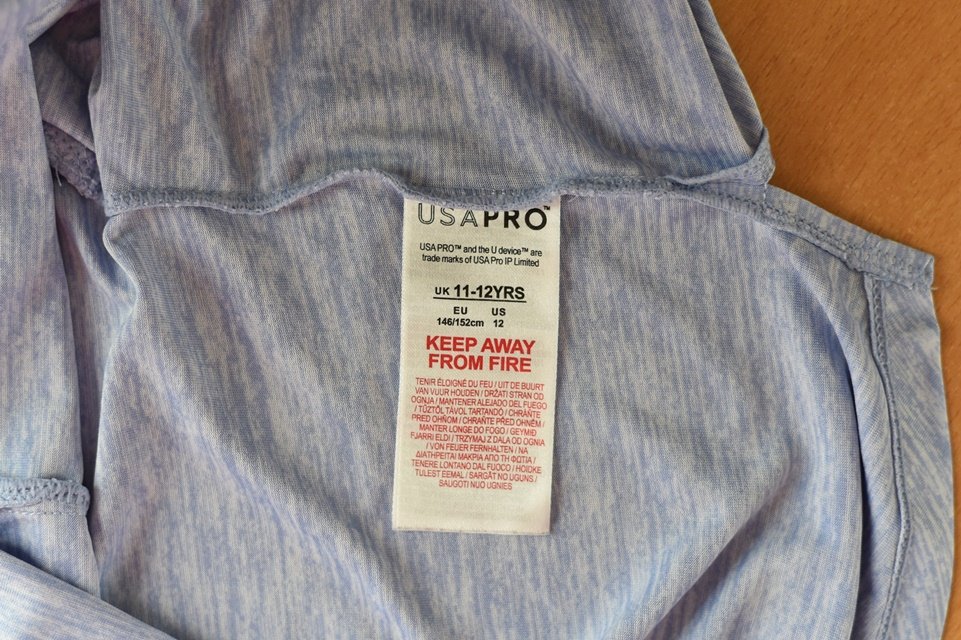 USAPRO™
USA PRO™ and the U device™ are
trade marks of USA Pro IP Limited
UK 11-12YRS
EU US
146/152cm 12
KEEP AWAY
FROM FIRE
TENIR ÉLOIGNÉ DU FEU / UIT DE BUURT
VAN VUUR HOUDEN / DRŽATI STRAN OD
OGNJA / MANTENER ALEJADO DEL FUEGO
/ TŰZTŐL TÁVOL TARTANDÓ / CHRÁŇTE
PRED OHŇOM / CHRAŇTE PŘED OHNĚM /
MANTER LONGE DO FOGO / GEYMIÐ
FJARRI ELDI / TRZYMAJ Z DALA OD OGNIA
/ VON FEUER FERNHALTEN / ΝΑ
ΔΙΑΤΗΡΕΙΤΑΙ ΜΑΚΡΙΑ ΑΠΟ ΤΗ ΦΩΤΙΑ /
TENERE LONTANO DAL FUOCO / HOIDKE
TULEST EEMAL / SARGĀT NO UGUNS /
SAUGOTI NUO UGNIES